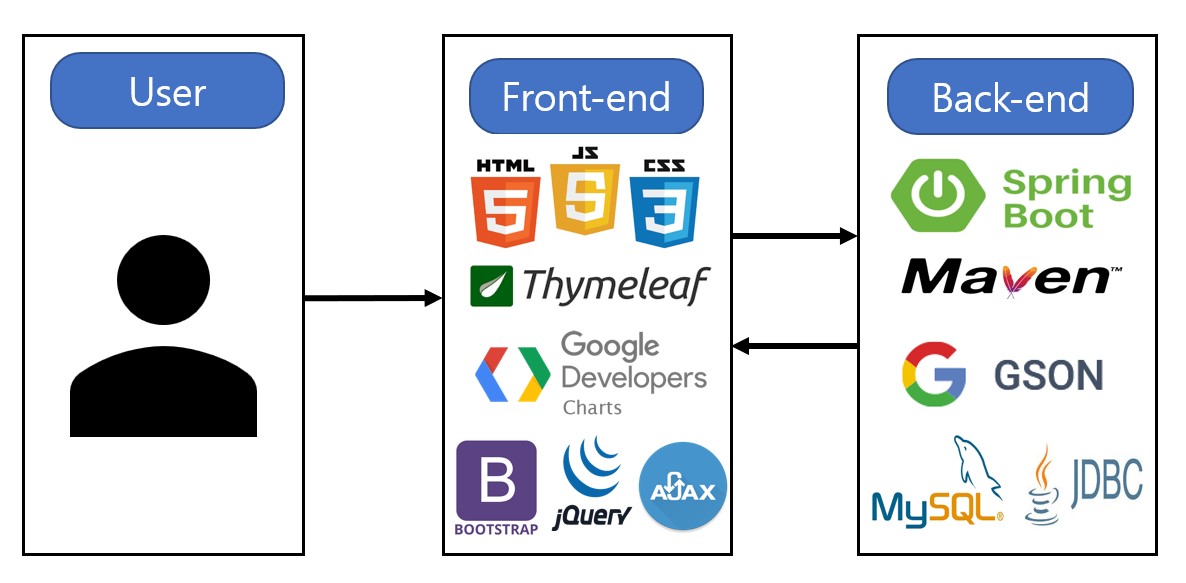 User
Front-end
Back-end
HTML
JS
CSS
5
5
3
Spring
Boot
Thymeleaf
Maven™
Google
Developers
Charts
G
GSON
B
BOOTSTRAP
jQuery
AJAX
MySQL®
JDBC